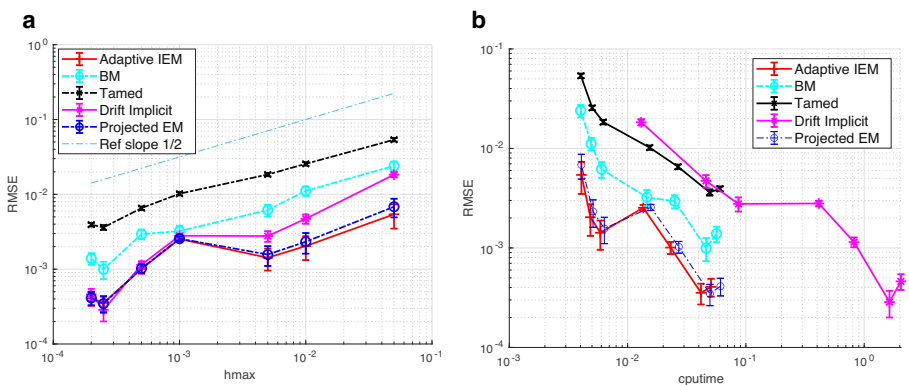 a
10^0
10^-1
10^-2
10^-3
10^-4
RMSE
Adaptive IEM
BM
Tamed
Drift Implicit
Projected EM
Ref slope 1/2
10^-4
10^-3
10^-2
10^-1
hmax
b
10^-1
10^-2
10^-3
10^-4
RMSE
Adaptive IEM
BM
Tamed
Drift Implicit
Projected EM
10^-3
10^-2
10^-1
10^0
cputime